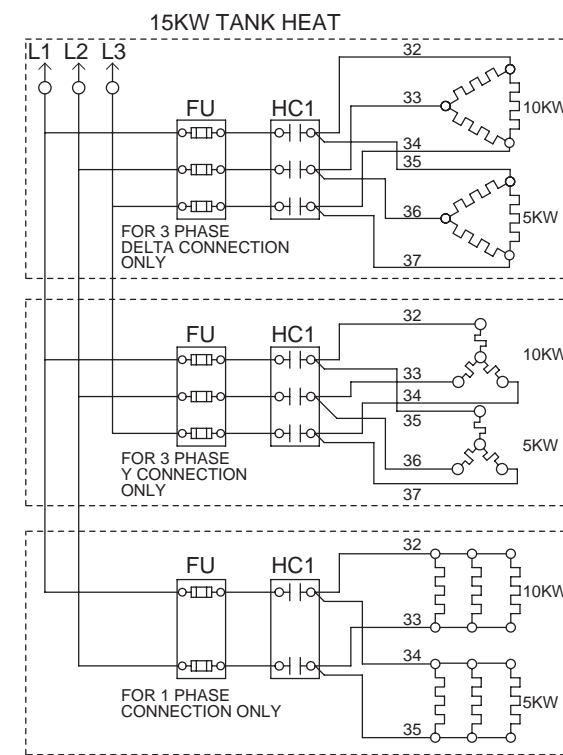 15KW TANK HEAT
L1 L2 L3
FU HC1
32
33
34
35
36
37
10KW
5KW
FOR 3 PHASE
DELTA CONNECTION
ONLY
FU HC1
32
33
34
35
36
37
10KW
5KW
FOR 3 PHASE
Y CONNECTION
ONLY
FU HC1
32
33
34
35
10KW
5KW
FOR 1 PHASE
CONNECTION ONLY